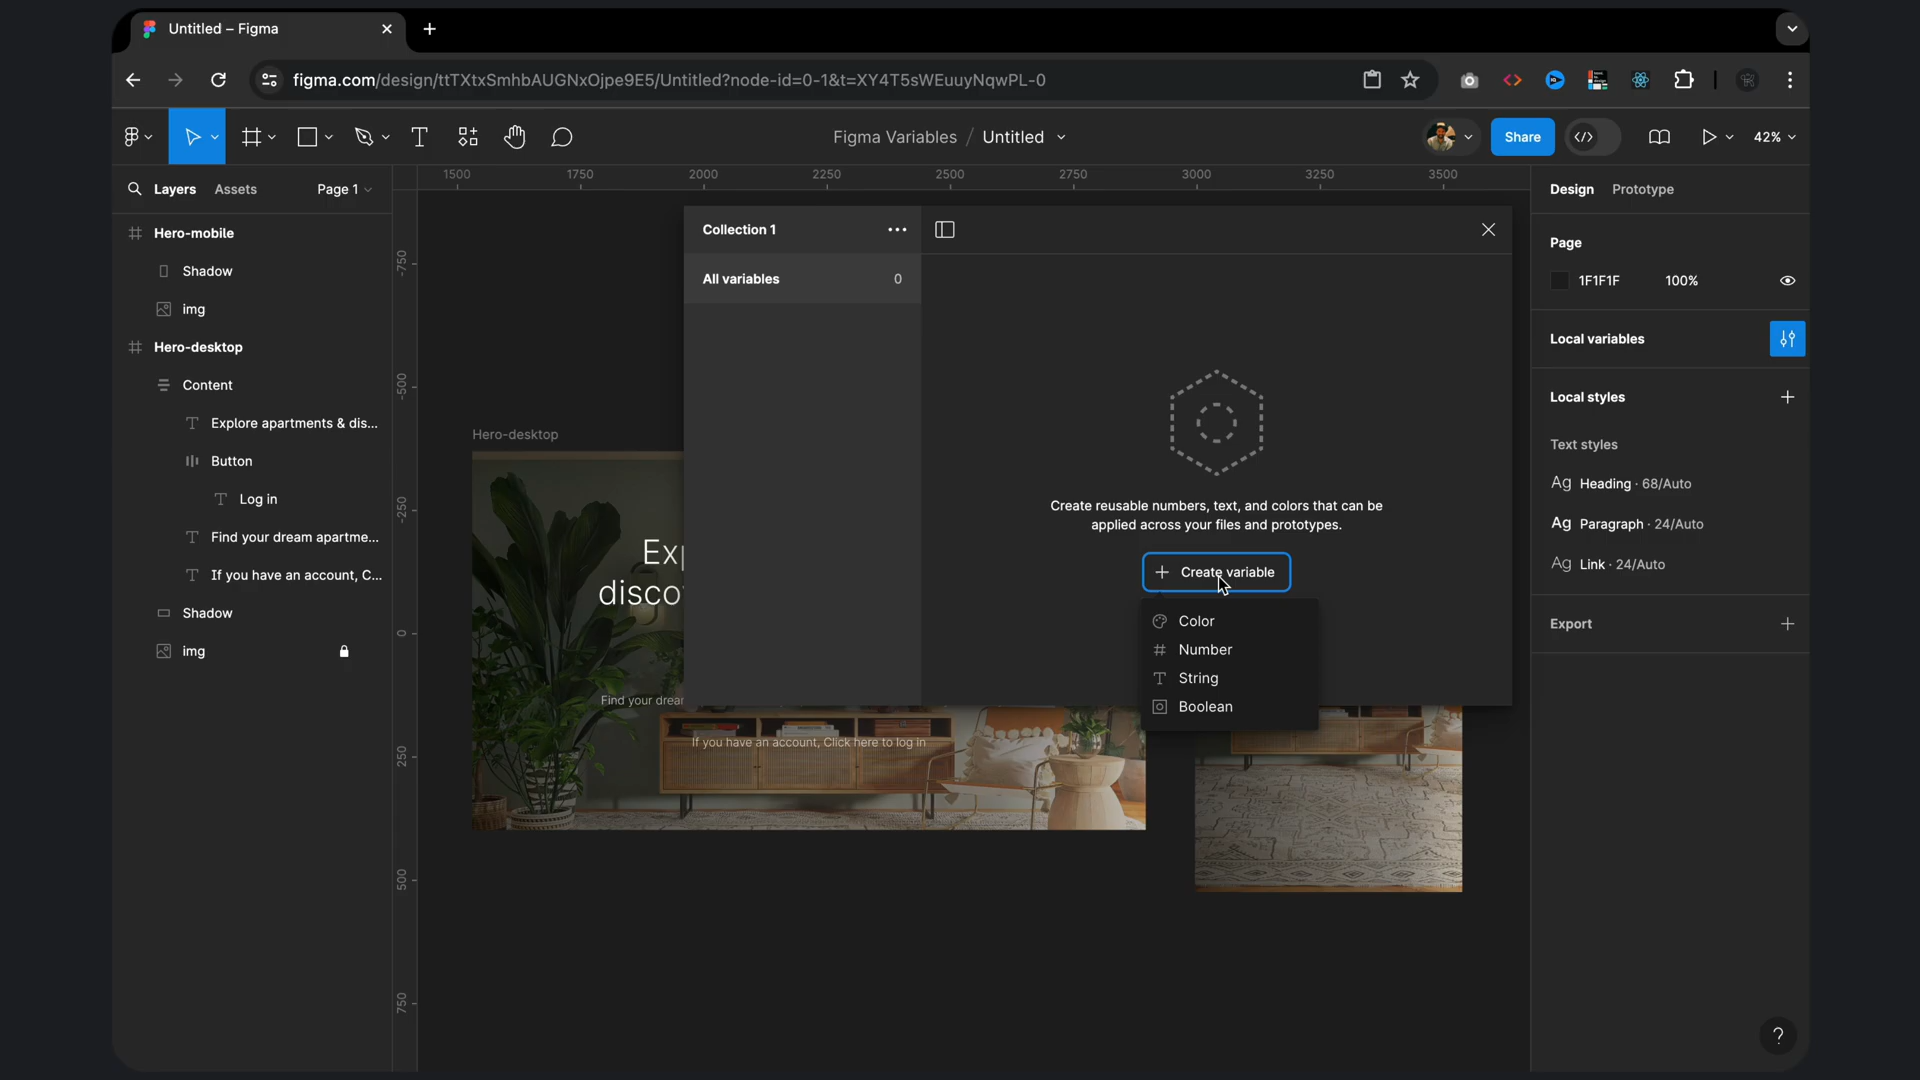 Untitled – Figma
figma.com/design/ttTXtxSmhbAUGNxOjpe9E5/Untitled?node-id=0-1&t=XY4T5sWEuuyNqwPL-0
Figma Variables / Untitled
Share
42%
Layers Assets Page 1
1500 1750 2000 2250 2500 2750 3000 3250 3500
-750
-500
-250
0
250
500
750
Hero-mobile
Shadow
img
Hero-desktop
Content
Explore apartments & dis...
Button
Log in
Find your dream apartme...
If you have an account, C...
Shadow
img
Hero-desktop
Exp
disco
Find your drear
If you have an account, Click here to log in
Collection 1
All variables 0
Create reusable numbers, text, and colors that can be
applied across your files and prototypes.
Create variable
Color
Number
String
Boolean
Design Prototype
Page
1F1F1F 100%
Local variables
Local styles
Text styles
Ag Heading · 68/Auto
Ag Paragraph · 24/Auto
Ag Link · 24/Auto
Export
?